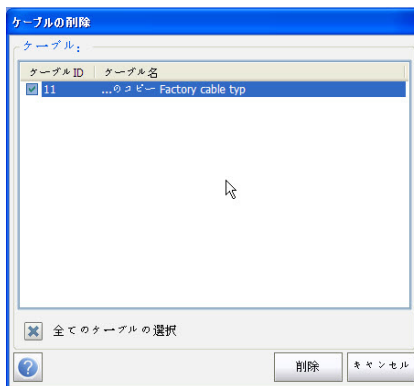 ケーブルの削除
ケーブル:
ケーブル ID ケーブル名
11 ...のコピー Factory cable typ
全てのケーブルの選択
削除 キャンセル